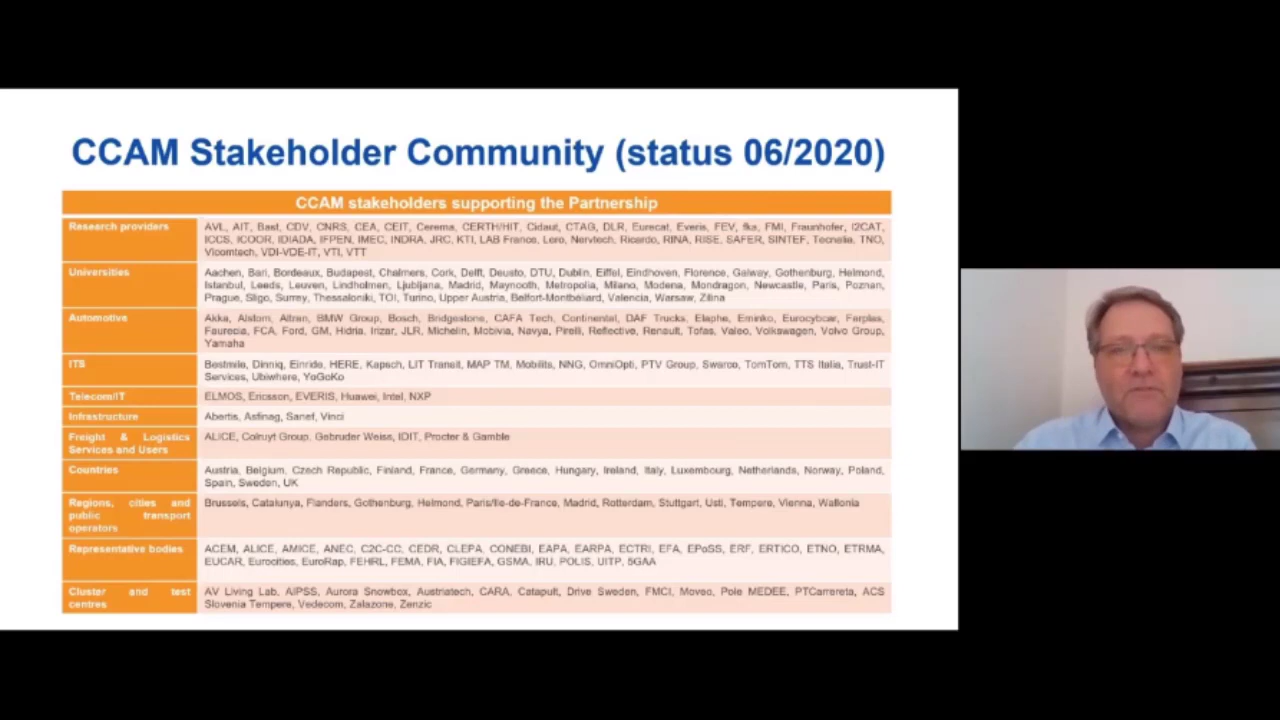 CCAM Stakeholder Community (status 06/2020)
CCAM stakeholders supporting the Partnership
Research providers
AVL, AIT, Bast, CDV, CNRS, CEA, CEIT, Cerema, CERTH/HIT, Cidaut, CTAG, DLR, Eurecat, Everis, FEV, fka, FMI, Fraunhofer, I2CAT,
ICCS, ICOOR, IDIADA, IFPEN, IMEC, INDRA, JRC, KTI, LAB France, Loro, Nervtech, Ricardo, RINA, RISE, SAFER, SINTEF, Tecnalia, TNO,
Vicomtech, VDI-VDE-IT, VTI, VTT
Universities
Aachen, Bari, Bordeaux, Budapest, Chalmers, Cork, Delft, Deusto, DTU, Dublin, Eiffel, Eindhoven, Florence, Galway, Gothenburg, Helmond,
Istanbul, Leeds, Leuven, Lindholmen, Ljubljana, Madrid, Maynooth, Metropolia, Milano, Modena, Mondragon, Newcastle, Paris, Poznan,
Prague, Sligo, Surrey, Thessaloniki, TOI, Turino, Upper Austria, Belfort-Montbéliard, Valencia, Warsaw, Zilina
Automotive
Akka, Alstom, Altran, BMW Group, Bosch, Bridgestone, CAFA Tech, Continental, DAF Trucks, Elaphe, Eminko, Eurocybcar, Ferplas,
Faurecia, FCA, Ford, GM, Hidria, Irizar, JLR, Michelin, Mobivia, Navya, Pirelli, Reflective, Renault, Tofas, Valeo, Volkswagen, Volvo Group,
Yamaha
ITS
Bestmile, Dinniq, Einride, HERE, Kapsch, LIT Transit, MAP TM, Mobilits, NNG, OmniOpti, PTV Group, Swarco, TomTom, TTS Italia, Trust-IT
Services, Ubiwhere, YoGoKo
Telecom/IT
ELMOS, Ericsson, EVERIS, Huawei, Intel, NXP
Infrastructure
Abertis, Asfinag, Sanef, Vinci
Freight & Logistics
Services and Users
ALICE, Colruyt Group, Gebruder Weiss, IDIT, Procter & Gamble
Countries
Austria, Belgium, Czech Republic, Finland, France, Germany, Greece, Hungary, Ireland, Italy, Luxembourg, Netherlands, Norway, Poland,
Spain, Sweden, UK
Regions, cities and
public transport
operators
Brussels, Catalunya, Flanders, Gothenburg, Helmond, Paris/Ile-de-France, Madrid, Rotterdam, Stuttgart, Usti, Tempere, Vienna, Wallonia
Representative bodies
ACEM, ALICE, AMICE, ANEC, C2C-CC, CEDR, CLEPA, CONEBI, EAPA, EARPA, ECTRI, EFA, EPoSS, ERF, ERTICO, ETNO, ETRMA,
EUCAR, Eurocities, EuroRap, FEHRL, FEMA, FIA, FIGIEFA, GSMA, IRU, POLIS, UITP, 5GAA
Cluster and test
centres
AV Living Lab, AIPSS, Aurora Snowbox, Austriatech, CARA, Catapult, Drive Sweden, FMCI, Moveo, Pole MEDEE, PTCarrereta, ACS
Slovenia Tempere, Vedecom, Zalazone, Zenzic